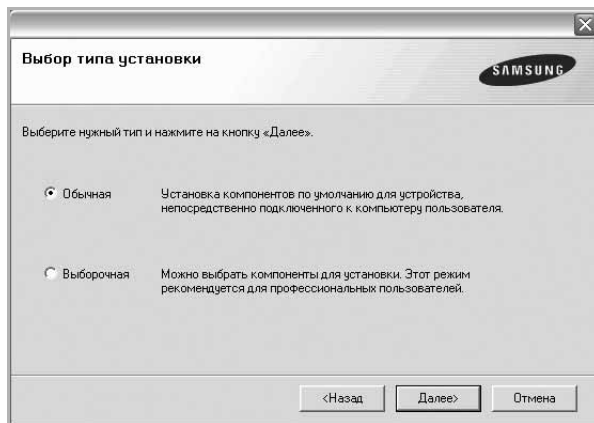 Выбор типа установки
SAMSUNG
Выберите нужный тип и нажмите на кнопку «Далее».
Обычная
Установка компонентов по умолчанию для устройства,
непосредственно подключенного к компьютеру пользователя.
Выборочная
Можно выбрать компоненты для установки. Этот режим
рекомендуется для профессиональных пользователей.
<Назад
Далее>
Отмена